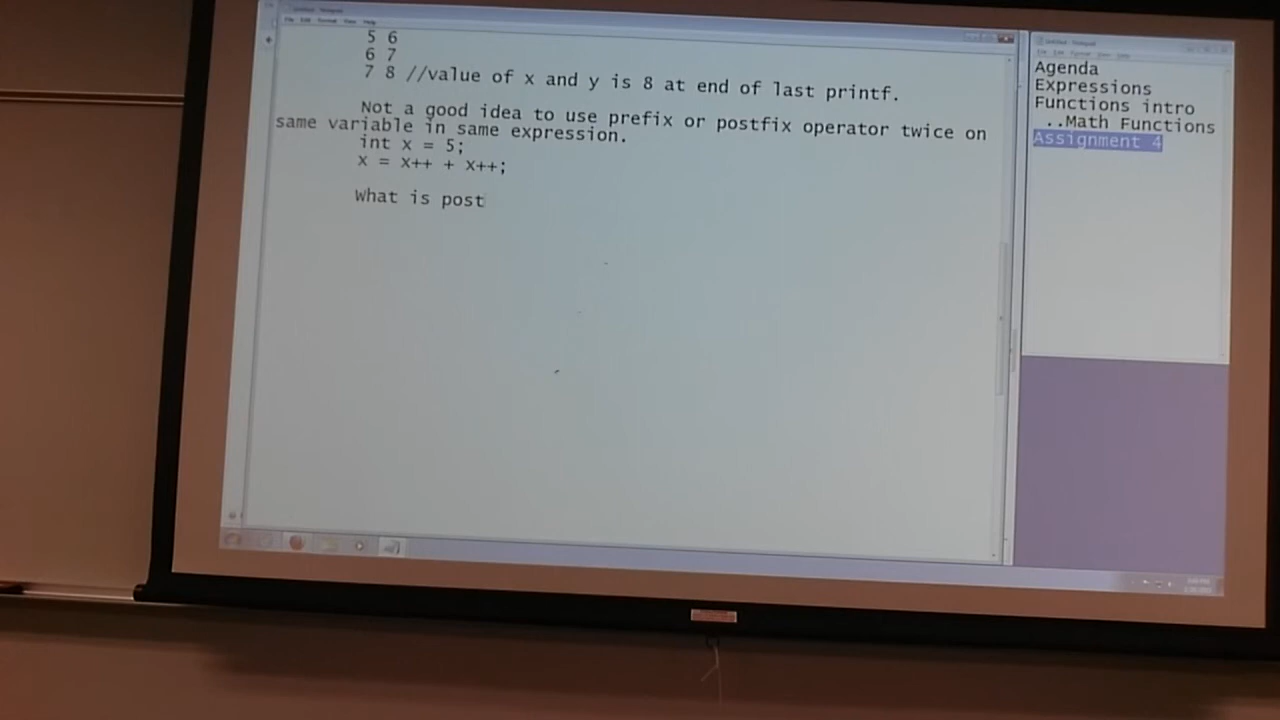 5 6
6 7
7 8 //value of x and y is 8 at end of last printf.
Not a good idea to use prefix or postfix operator twice on
same variable in same expression.
int x = 5;
x = x++ + x++;
What is post
Agenda
Expressions
Functions intro
..Math Functions
Assignment 4